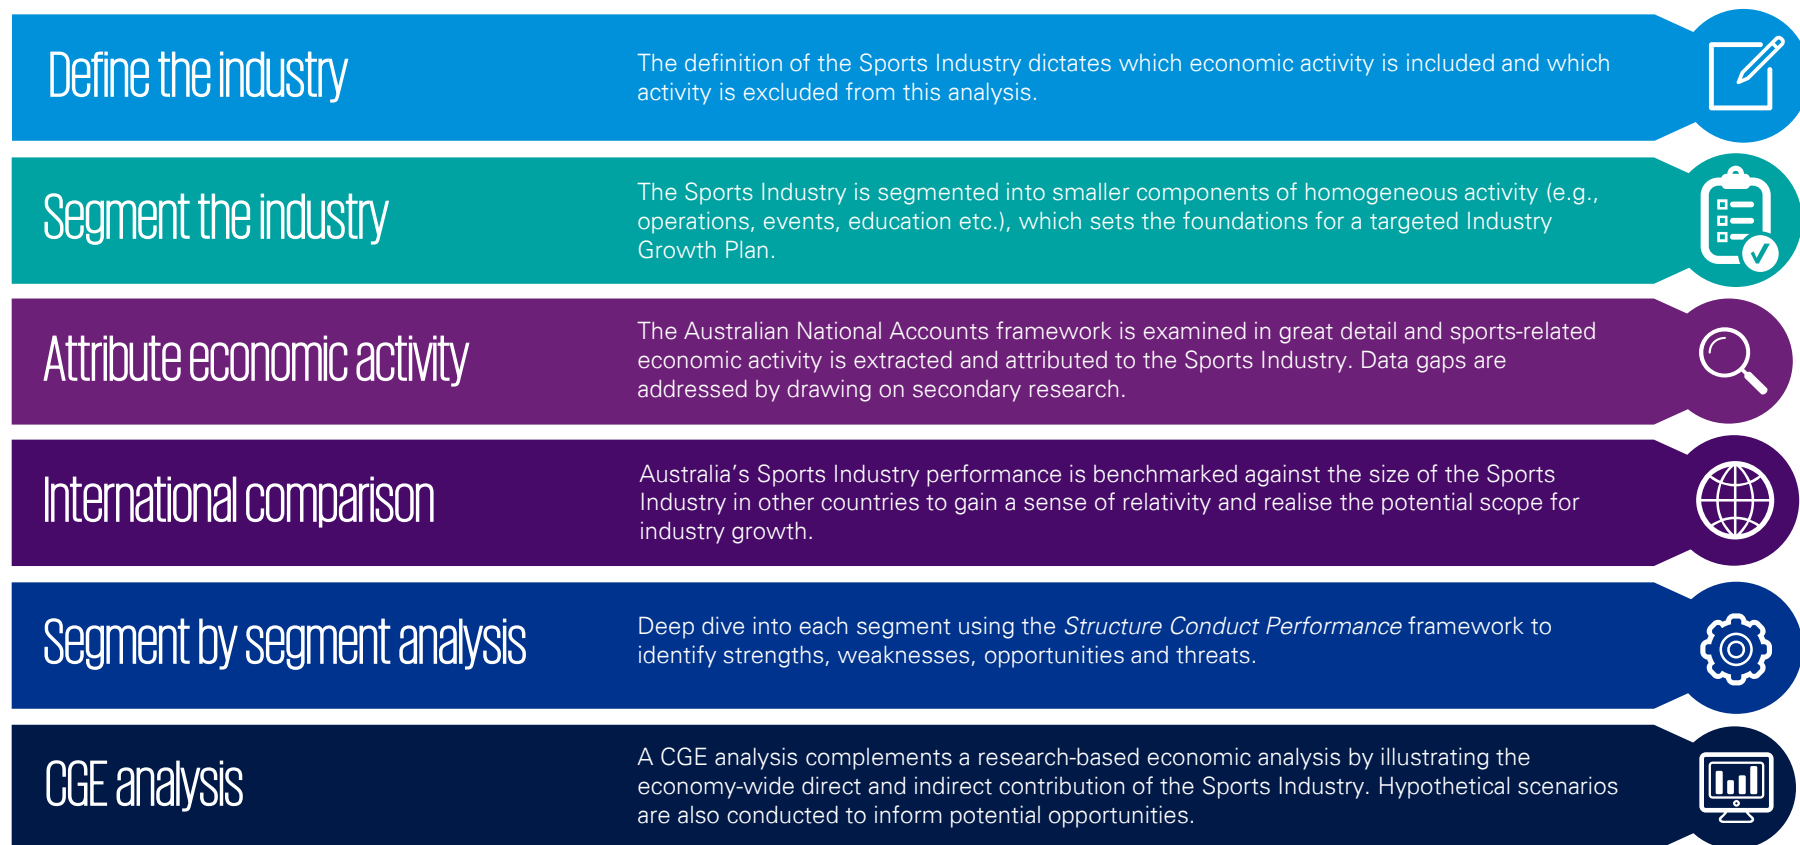 Define the industry
The definition of the Sports Industry dictates which economic activity is included and which
activity is excluded from this analysis.
Segment the industry
The Sports Industry is segmented into smaller components of homogeneous activity (e.g.,
operations, events, education etc.), which sets the foundations for a targeted Industry
Growth Plan.
Attribute economic activity
The Australian National Accounts framework is examined in great detail and sports-related
economic activity is extracted and attributed to the Sports Industry. Data gaps are
addressed by drawing on secondary research.
International comparison
Australia’s Sports Industry performance is benchmarked against the size of the Sports
Industry in other countries to gain a sense of relativity and realise the potential scope for
industry growth.
Segment by segment analysis
Deep dive into each segment using the Structure Conduct Performance framework to
identify strengths, weaknesses, opportunities and threats.
CGE analysis
A CGE analysis complements a research-based economic analysis by illustrating the
economy-wide direct and indirect contribution of the Sports Industry. Hypothetical scenarios
are also conducted to inform potential opportunities.